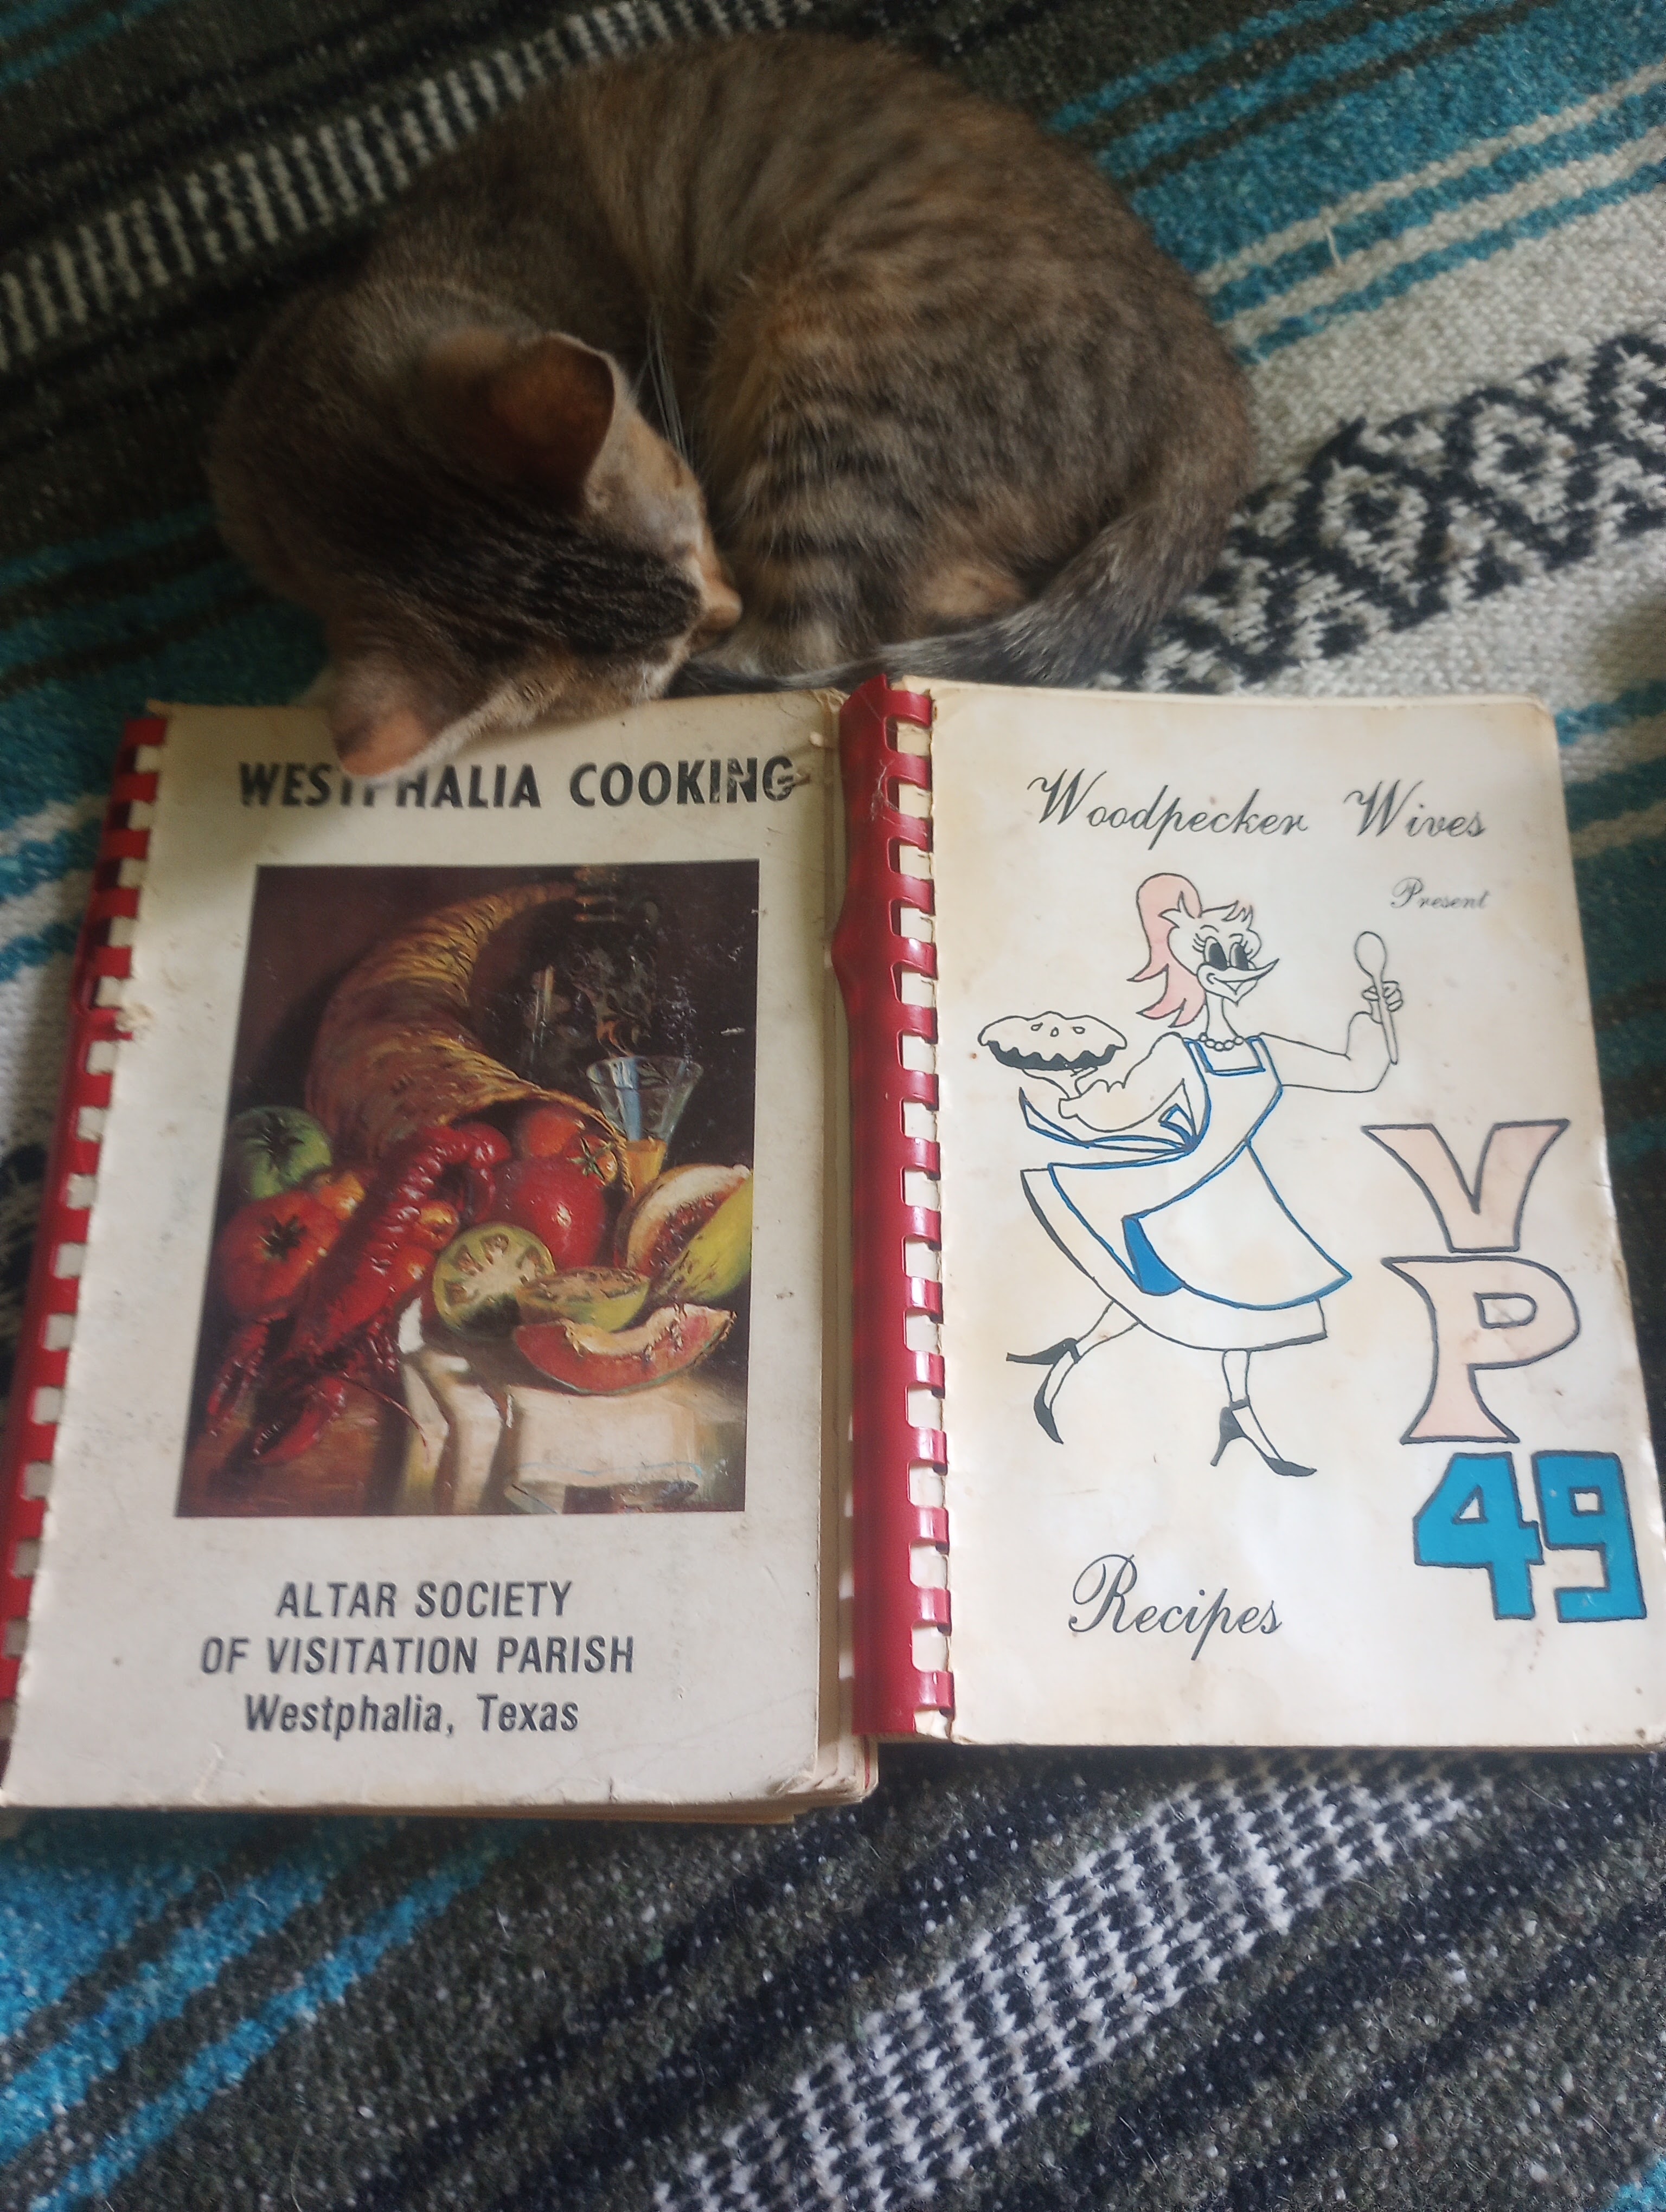 WESTPHALIA COOKING
ALTAR SOCIETY
OF VISITATION PARISH
Westphalia, Texas
Woodpecker Wives
Present
VP
49
Recipes